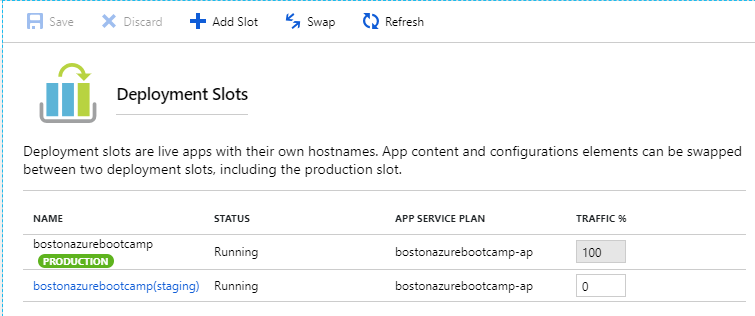 Save Discard Add Slot Swap Refresh
Deployment Slots
Deployment slots are live apps with their own hostnames. App content and configurations elements can be swapped
between two deployment slots, including the production slot.
NAME STATUS APP SERVICE PLAN TRAFFIC %
bostonazurebootcamp
PRODUCTION
Running bostonazurebootcamp-ap 100
bostonazurebootcamp(staging) Running bostonazurebootcamp-ap 0